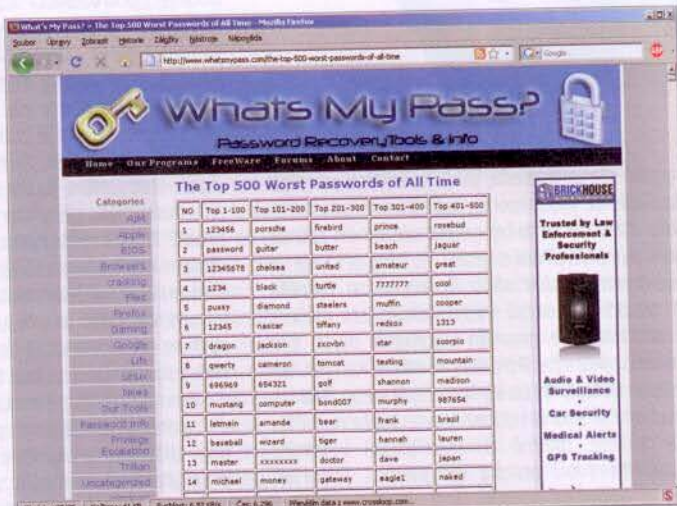 What's My Pass? » The Top 500 Worst Passwords of All Time - Mozilla Firefox
Soubor Úpravy Zobrazit Historie Záložky Nástroje Nápověda
http://www.whatsmypass.com/the-top-500-worst-passwords-of-all-time
Google
Whats My Pass?
Password Recovery,Tools & Info
Home Our Programs FreeWare Forums About Contact
Categories
AIM
Apple
BIOS
Browsers
cracking
Firefox
Gaming
Google
Life
News
Our Tools
Password Info
Privilege Escalation
Trillian
Uncategorized
The Top 500 Worst Passwords of All Time
NO Top 1-100 Top 101-200 Top 201-300 Top 301-400 Top 401-500
1 123456 porsche firebird prince rosebud
2 password guitar butter beach jaguar
3 12345678 chelsea united amateur great
4 1234 black turtle 7777777 cool
5 pussy diamond steelers muffin cooper
6 12345 nascar tiffany redsox 1313
7 dragon jackson zxcvbn star scorpio
8 qwerty cameron tomcat testing mountain
9 696969 654321 golf shannon madison
10 mustang computer bond007 murphy 987654
11 letmein amanda bear frank brazil
12 baseball wizard tiger hannah lauren
13 master xxxxxxxx doctor dave japan
14 michael money gateway eagle1 naked
BRICKHOUSE
Trusted by Law
Enforcement &
Security
Professionals
Audio & Video
Surveillance
Car Security
Medical Alerts
GPS Tracking